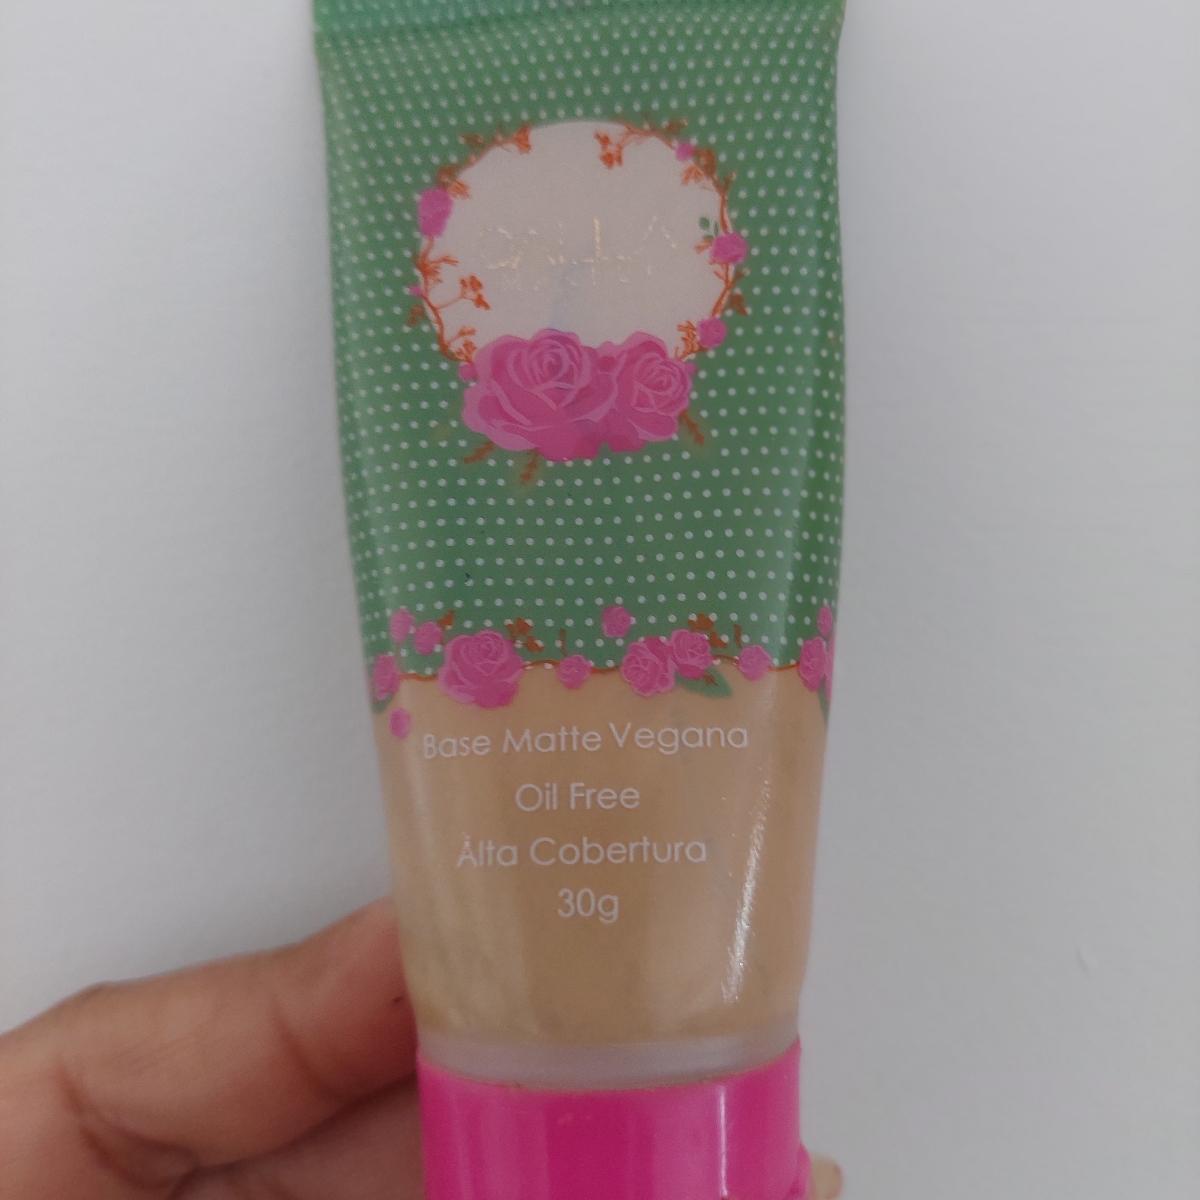 Base Matte Vegana
Oil Free
Alta Cobertura
30g